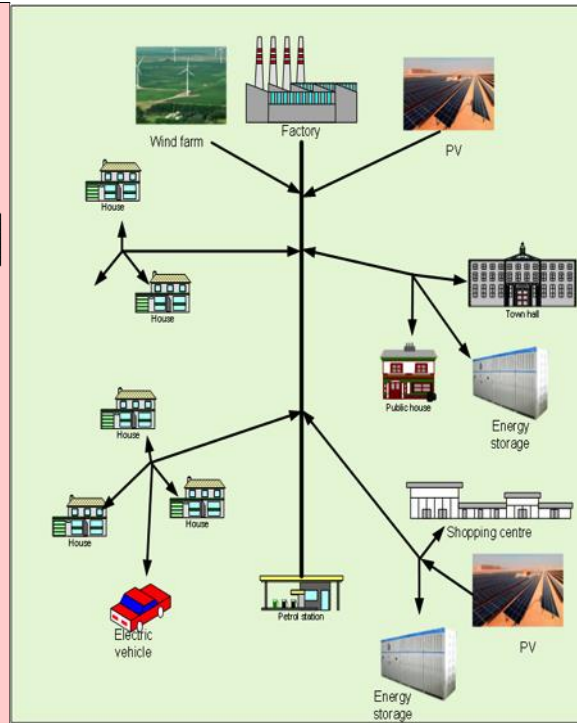 Wind farm
Factory
PV
House
House
Town hall
Public house
Energy
storage
House
House
House
Shopping centre
Electric
vehicle
Petrol station
PV
Energy
storage